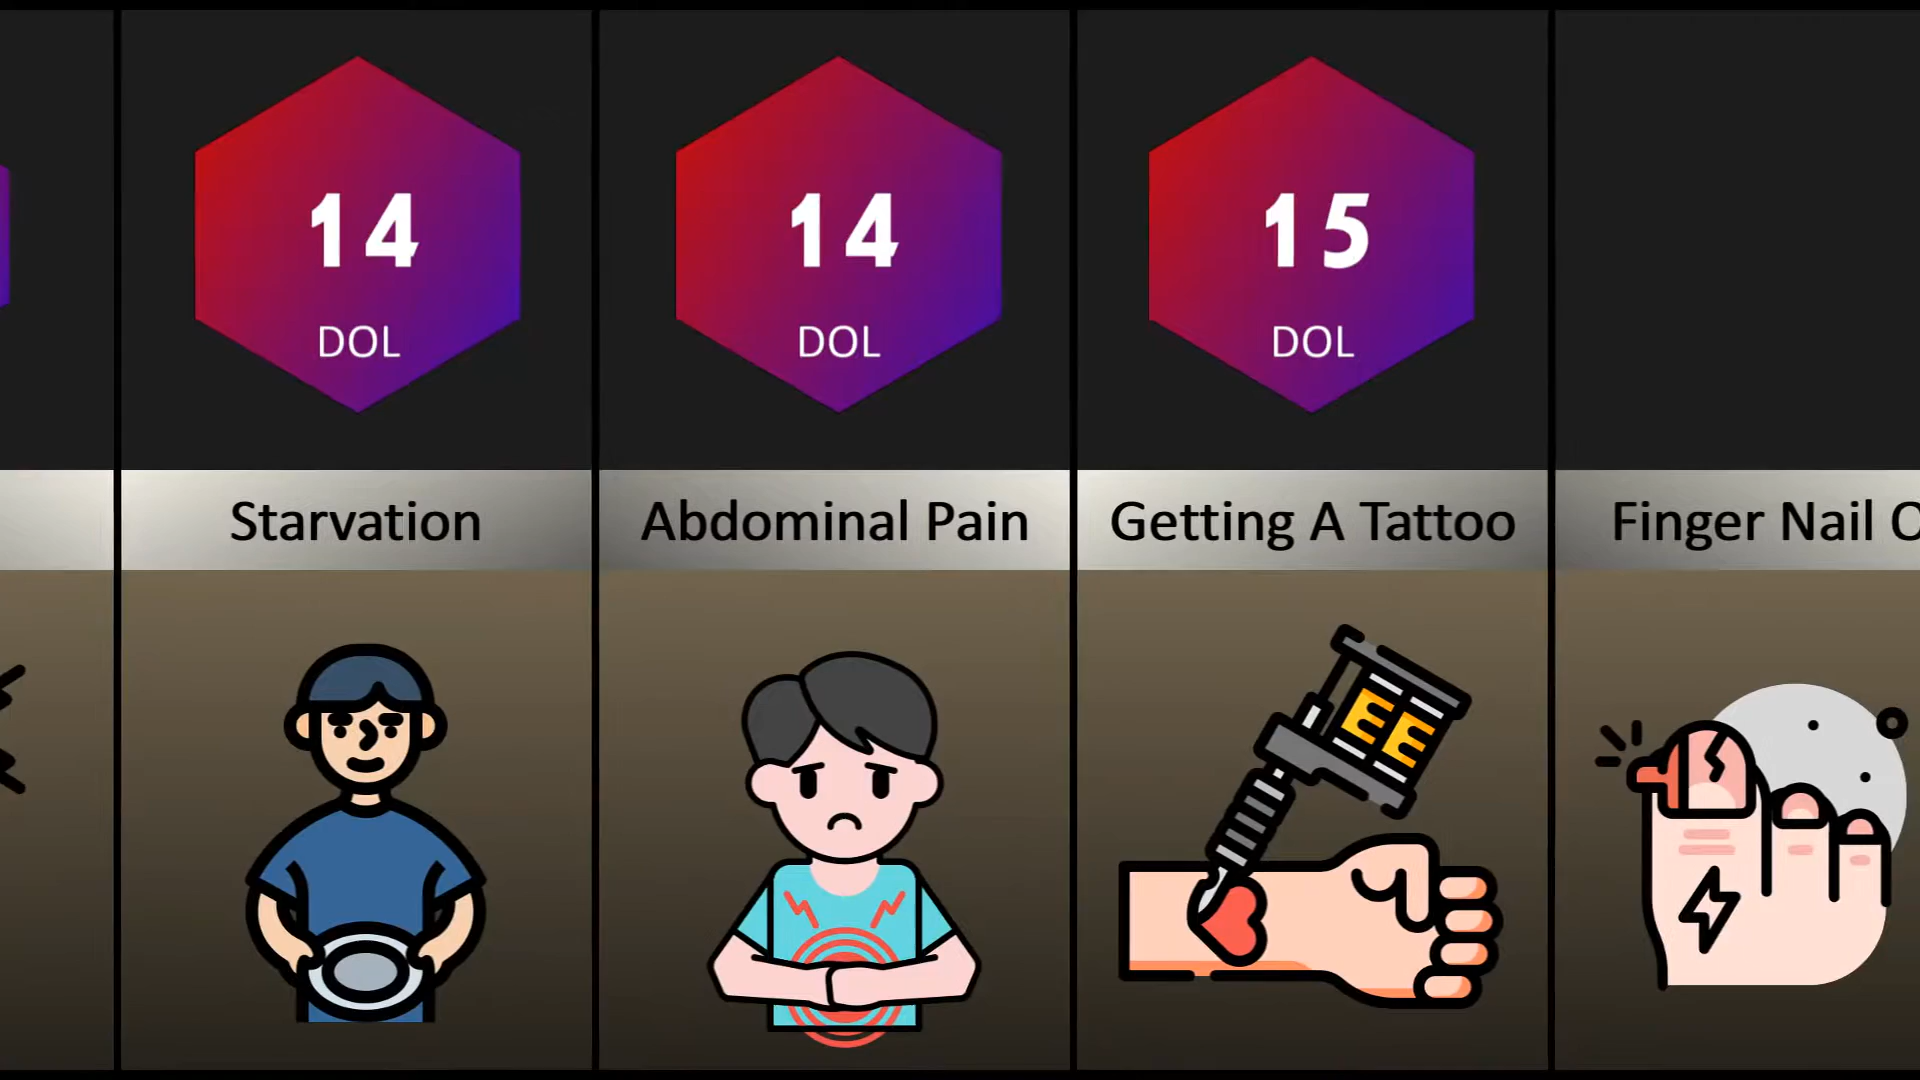 14
DOL
Starvation
14
DOL
Abdominal Pain
15
DOL
Getting A Tattoo
Finger Nail